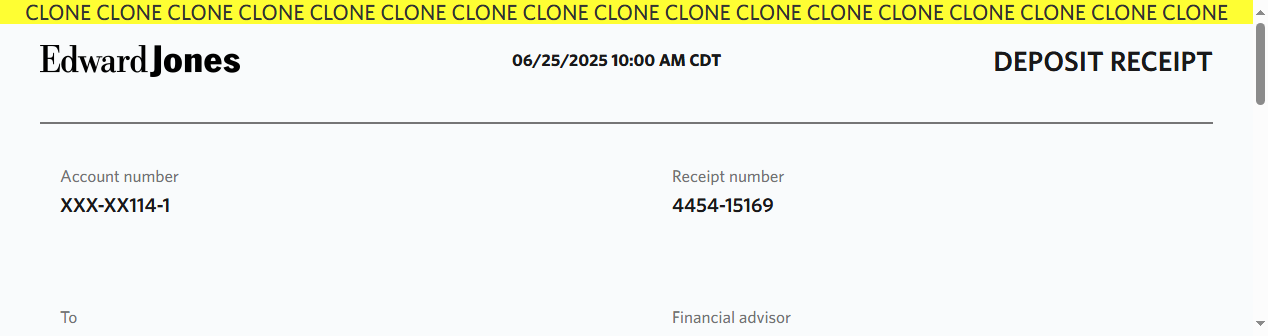 CLONE CLONE CLONE CLONE CLONE CLONE CLONE CLONE CLONE CLONE CLONE CLONE CLONE CLONE CLONE CLONE CLONE
Edward Jones 06/25/2025 10:00 AM CDT DEPOSIT RECEIPT
Account number Receipt number
XXX-XX114-1 4454-15169
To Financial advisor